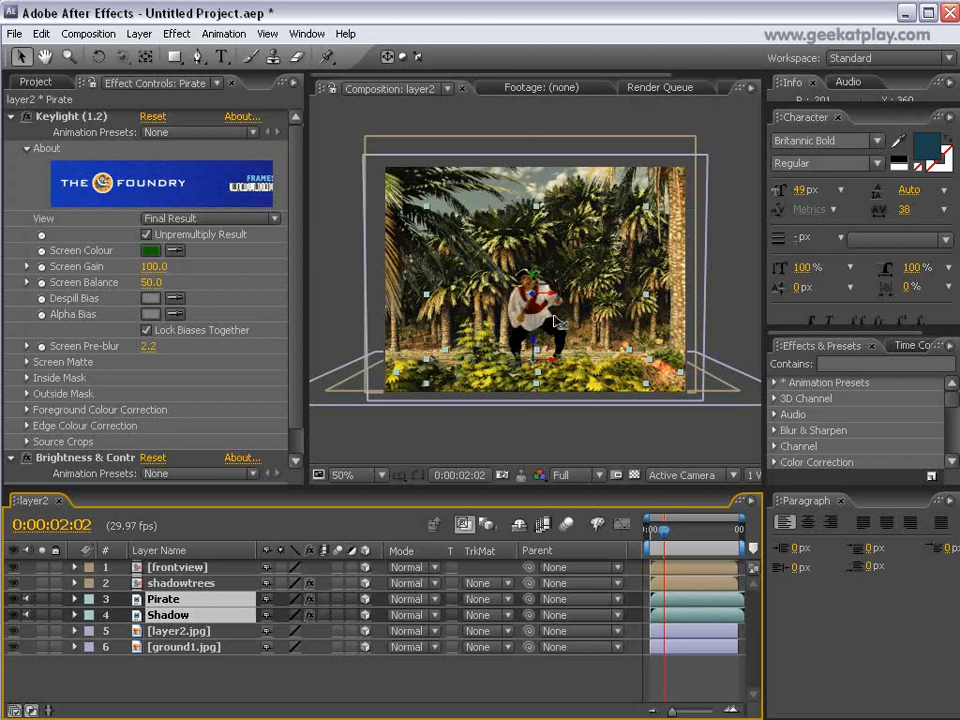 Adobe After Effects - Untitled Project.aep *
File Edit Composition Layer Effect Animation View Window Help
www.geekatplay.com
Workspace: Standard
Project Effect Controls: Pirate
Composition: layer2 Footage: (none) Render Queue
Info Audio
layer2 * Pirate
R : 201 Y : 360
Keylight (1.2) Reset About...
Animation Presets: None
About
THE FOUNDRY FRAME
View Final Result
Unpremultiply Result
Screen Colour
Screen Gain 100.0
Screen Balance 50.0
Despill Bias
Alpha Bias
Lock Biases Together
Screen Pre-blur 2.2
Screen Matte
Inside Mask
Outside Mask
Foreground Colour Correction
Edge Colour Correction
Source Crops
Brightness & Contr Reset About...
Animation Presets: None
Character
Britannic Bold
Regular
49 px Auto
Metrics 38
- px
100 % 100 %
0 px 0 %
Effects & Presets Time Co
Contains:
* Animation Presets
3D Channel
Audio
Blur & Sharpen
Channel
Color Correction
50% 0:00:02:02 Full Active Camera 1 V
layer2
0:00:02:02 (29.97 fps)
# Layer Name Mode T TrkMat Parent
1 [frontview] Normal None
2 shadowtrees Normal None None
3 Pirate Normal None None
4 Shadow Normal None None
5 [layer2.jpg] Normal None None
6 [ground1.jpg] Normal None None
Paragraph
0 px 0 px 0 px
0 px 0 px